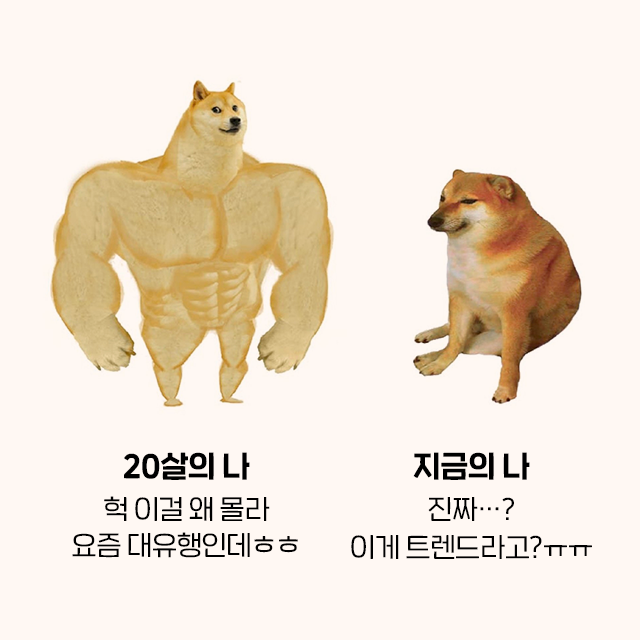 20살의 나
헉 이걸 왜 몰라
요즘 대유행인데ㅎㅎ
지금의 나
진짜…?
이게 트렌드라고?ㅠㅠ